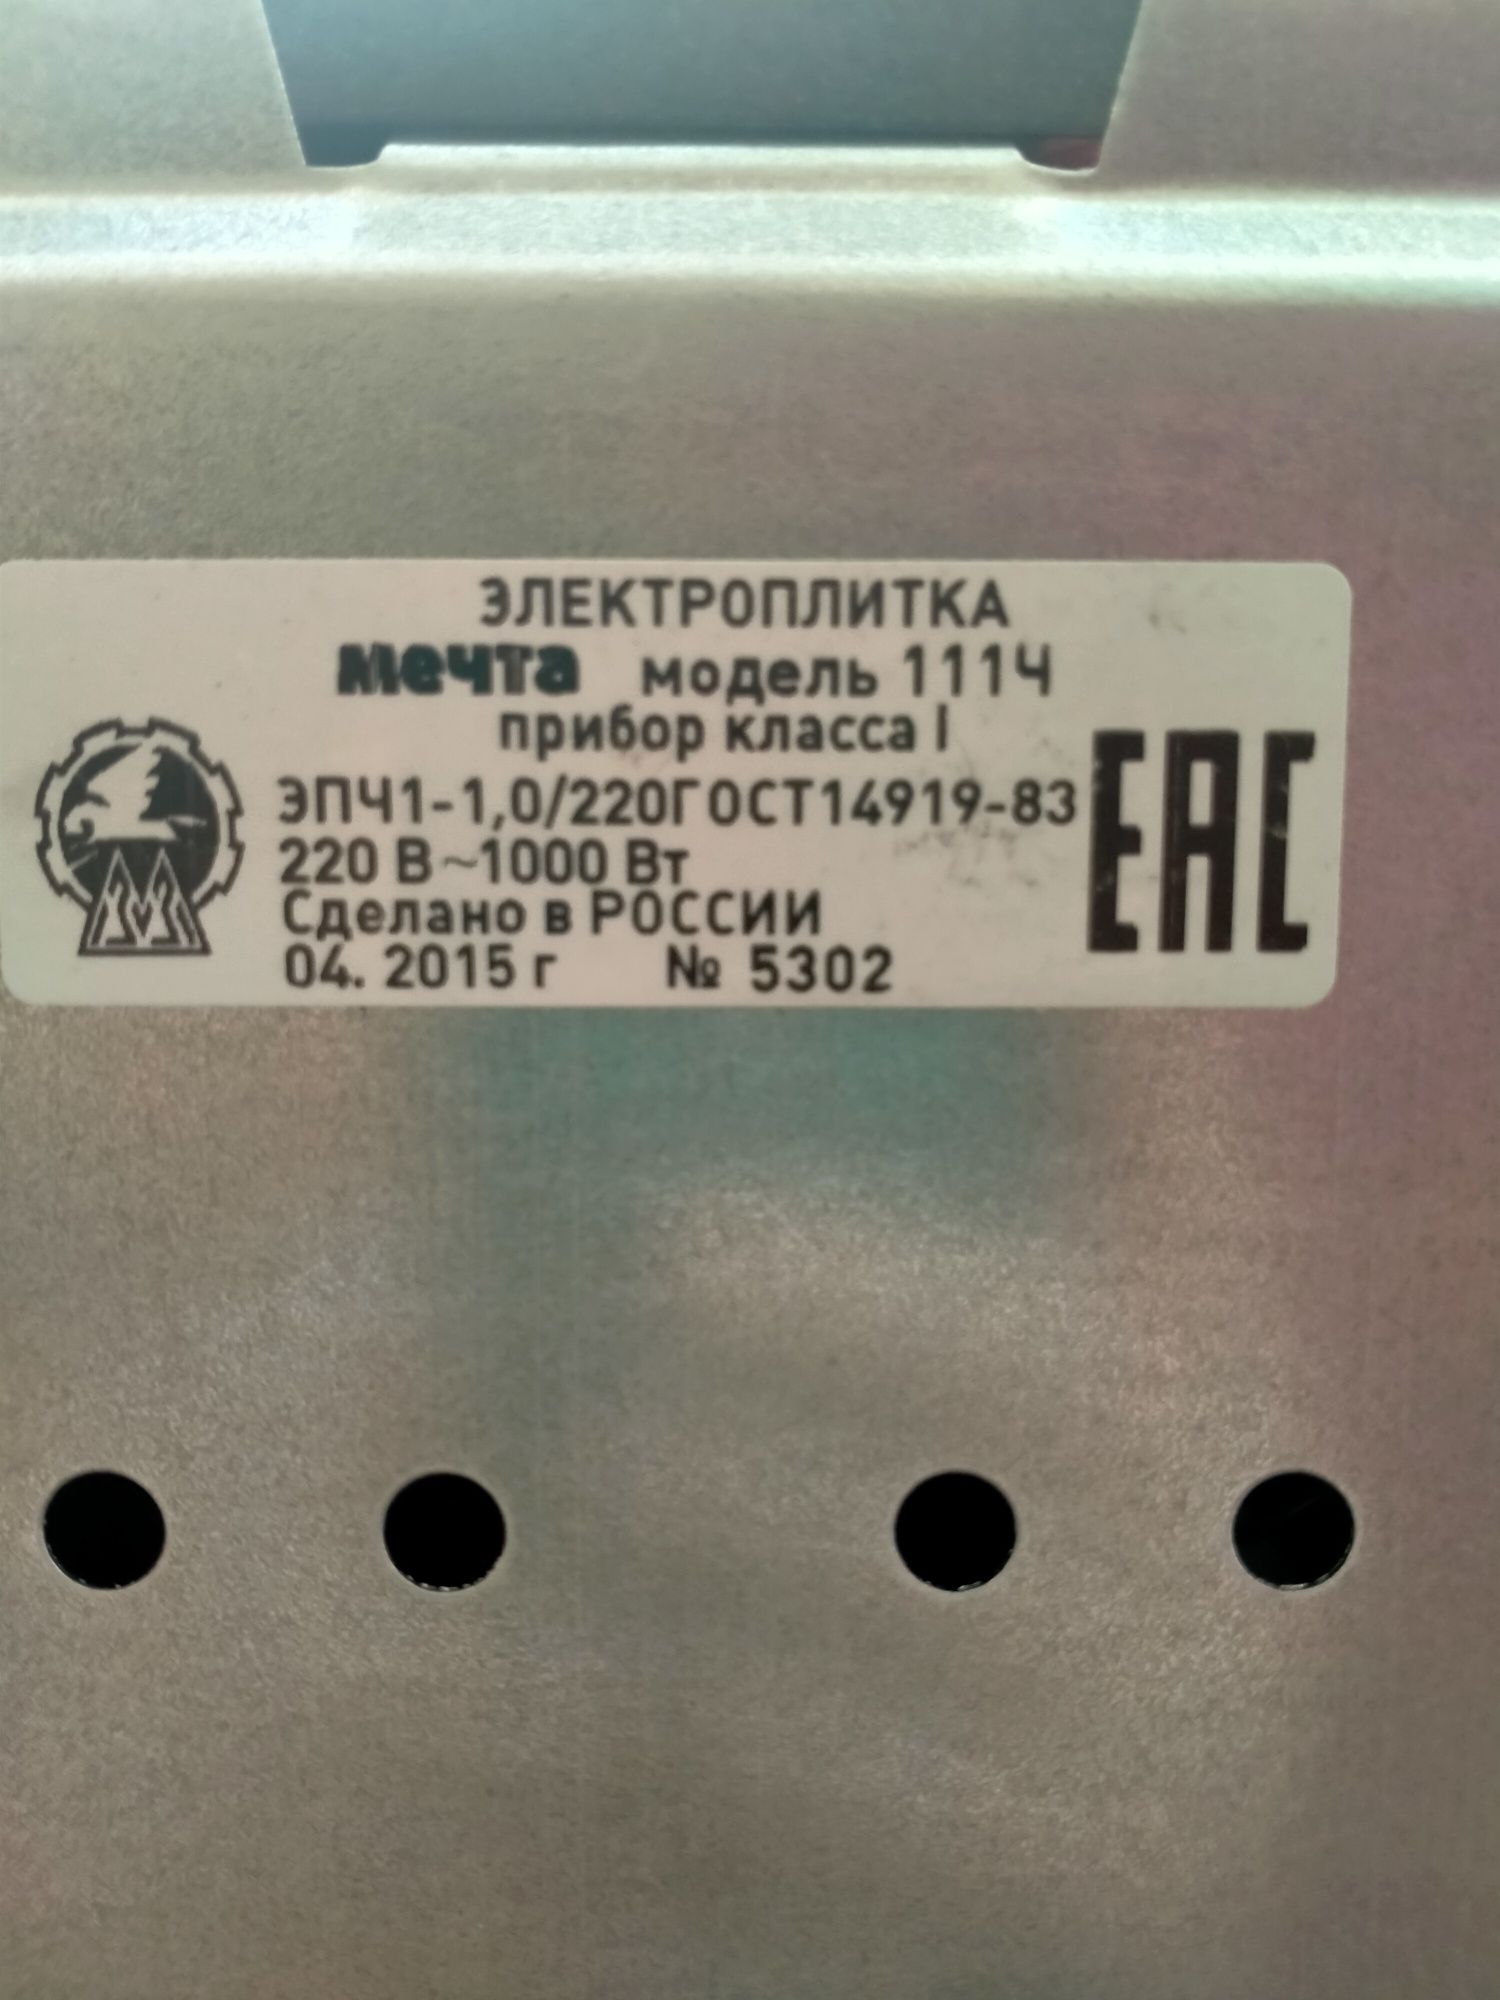 ЭЛЕКТРОПЛИТКА
мечта модель 111Ч
прибор класса I
ЭПЧ1-1,0/220ГОСТ14919-83
220 В~1000 Вт
Сделано в РОССИИ
04. 2015 г № 5302
ЕАС